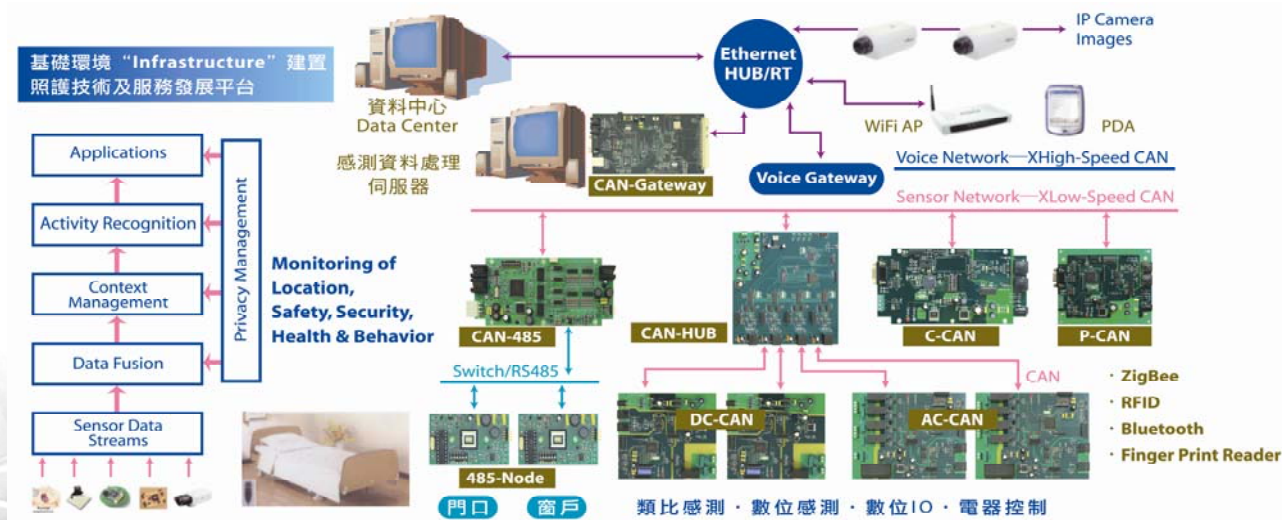 基礎環境“Infrastructure”建置
照護技術及服務發展平台
Applications
Activity Recognition
Context
Management
Data Fusion
Sensor Data
Streams
Privacy Management
Monitoring of
Location,
Safety, Security,
Health & Behavior
資料中心
Data Center
感測資料處理
伺服器
CAN-Gateway
Ethernet
HUB/RT
IP Camera
Images
WiFi AP
PDA
Voice Gateway
Voice Network—XHigh-Speed CAN
Sensor Network—XLow-Speed CAN
CAN-485
CAN-HUB
C-CAN
P-CAN
Switch/RS485
485-Node
門口
窗戶
CAN
DC-CAN
AC-CAN
· ZigBee
· RFID
· Bluetooth
· Finger Print Reader
類比感測·數位感測·數位IO·電器控制